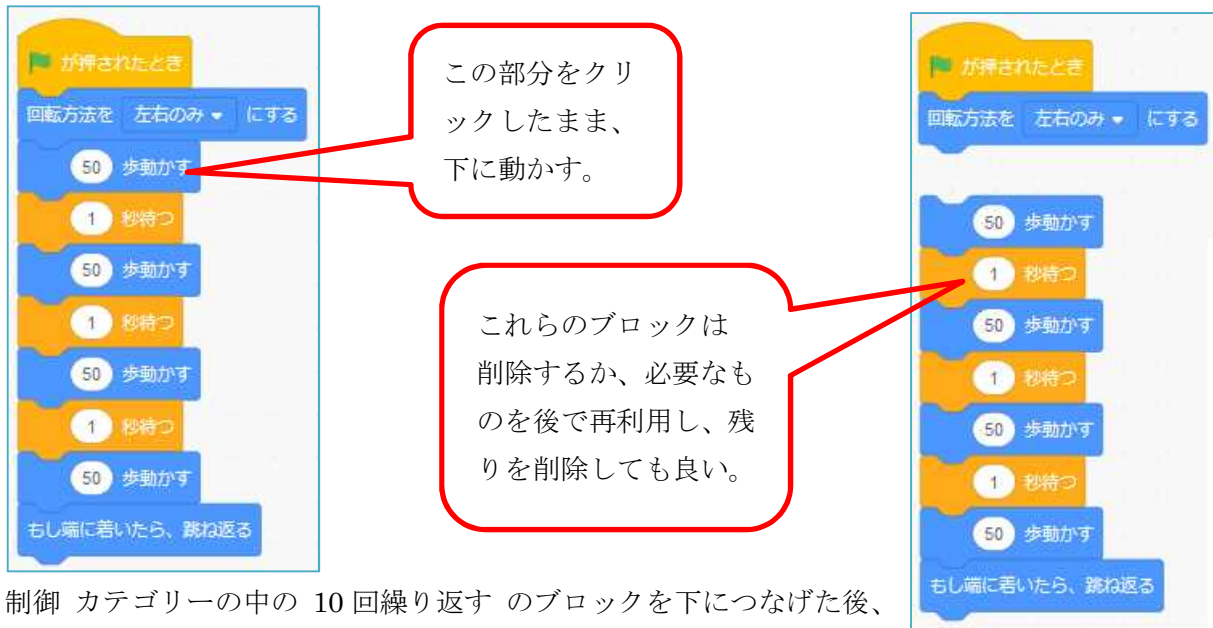 が押されたとき
回転方法を 左右のみ にする
50 歩動かす
1 秒待つ
50 歩動かす
1 秒待つ
50 歩動かす
1 秒待つ
50 歩動かす
もし端に着いたら、跳ね返る
この部分をクリ
ックしたまま、
下に動かす。
これらのブロックは
削除するか、必要なも
のを後で再利用し、残
りを削除しても良い。
が押されたとき
回転方法を 左右のみ にする
50 歩動かす
1 秒待つ
50 歩動かす
1 秒待つ
50 歩動かす
1 秒待つ
50 歩動かす
もし端に着いたら、跳ね返る
制御 カテゴリーの中の 10 回繰り返す のブロックを下につなげた後、